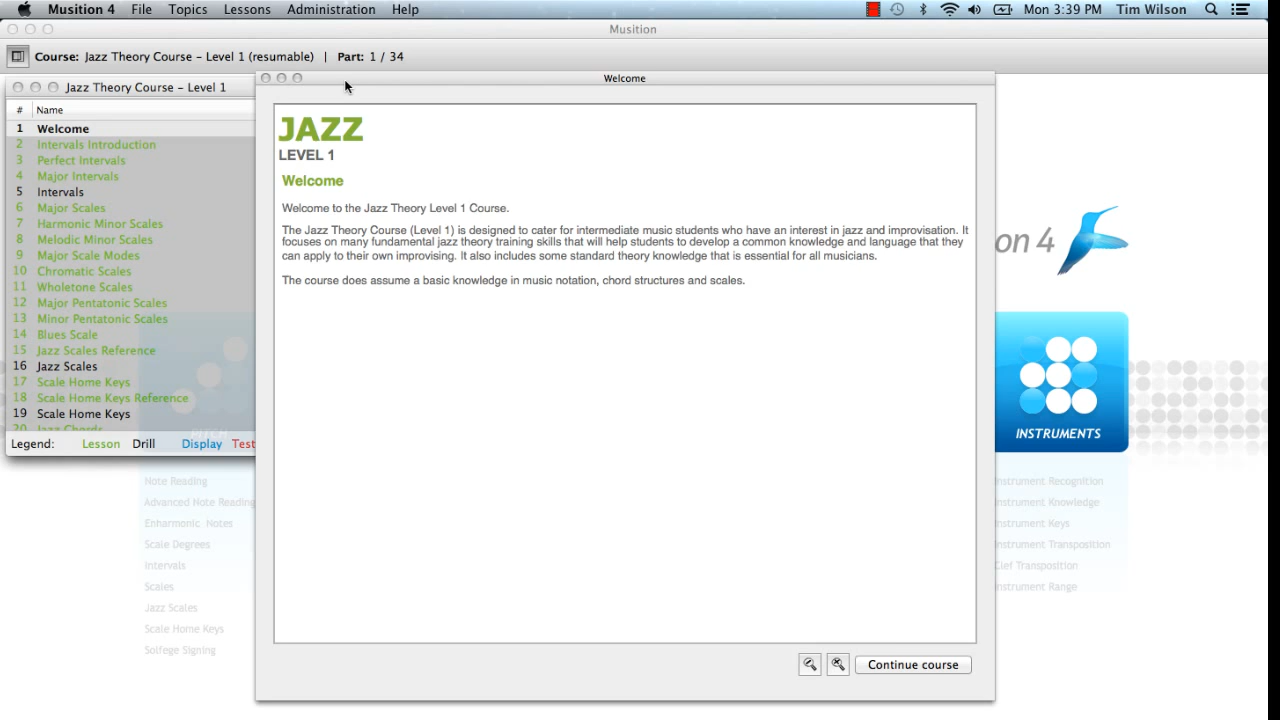 Musition 4 File Topics Lessons Administration Help Mon 3:39 PM Tim Wilson
Musition
Course: Jazz Theory Course – Level 1 (resumable) | Part: 1 / 34
Jazz Theory Course – Level 1
# Name
1 Welcome
2 Intervals Introduction
3 Perfect Intervals
4 Major Intervals
5 Intervals
6 Major Scales
7 Harmonic Minor Scales
8 Melodic Minor Scales
9 Major Scale Modes
10 Chromatic Scales
11 Wholetone Scales
12 Major Pentatonic Scales
13 Minor Pentatonic Scales
14 Blues Scale
15 Jazz Scales Reference
16 Jazz Scales
17 Scale Home Keys
18 Scale Home Keys Reference
19 Scale Home Keys
20 Jazz Chords
Legend: Lesson Drill Display Test
Welcome
JAZZ
LEVEL 1
Welcome
Welcome to the Jazz Theory Level 1 Course.
The Jazz Theory Course (Level 1) is designed to cater for intermediate music students who have an interest in jazz and improvisation. It
focuses on many fundamental jazz theory training skills that will help students to develop a common knowledge and language that they
can apply to their own improvising. It also includes some standard theory knowledge that is essential for all musicians.
The course does assume a basic knowledge in music notation, chord structures and scales.
Continue course
on 4
INSTRUMENTS
Note Reading
Advanced Note Reading
Enharmonic Notes
Scale Degrees
Intervals
Scales
Jazz Scales
Scale Home Keys
Solfege Signing
Instrument Recognition
Instrument Knowledge
Instrument Keys
Instrument Transposition
Clef Transposition
Instrument Range